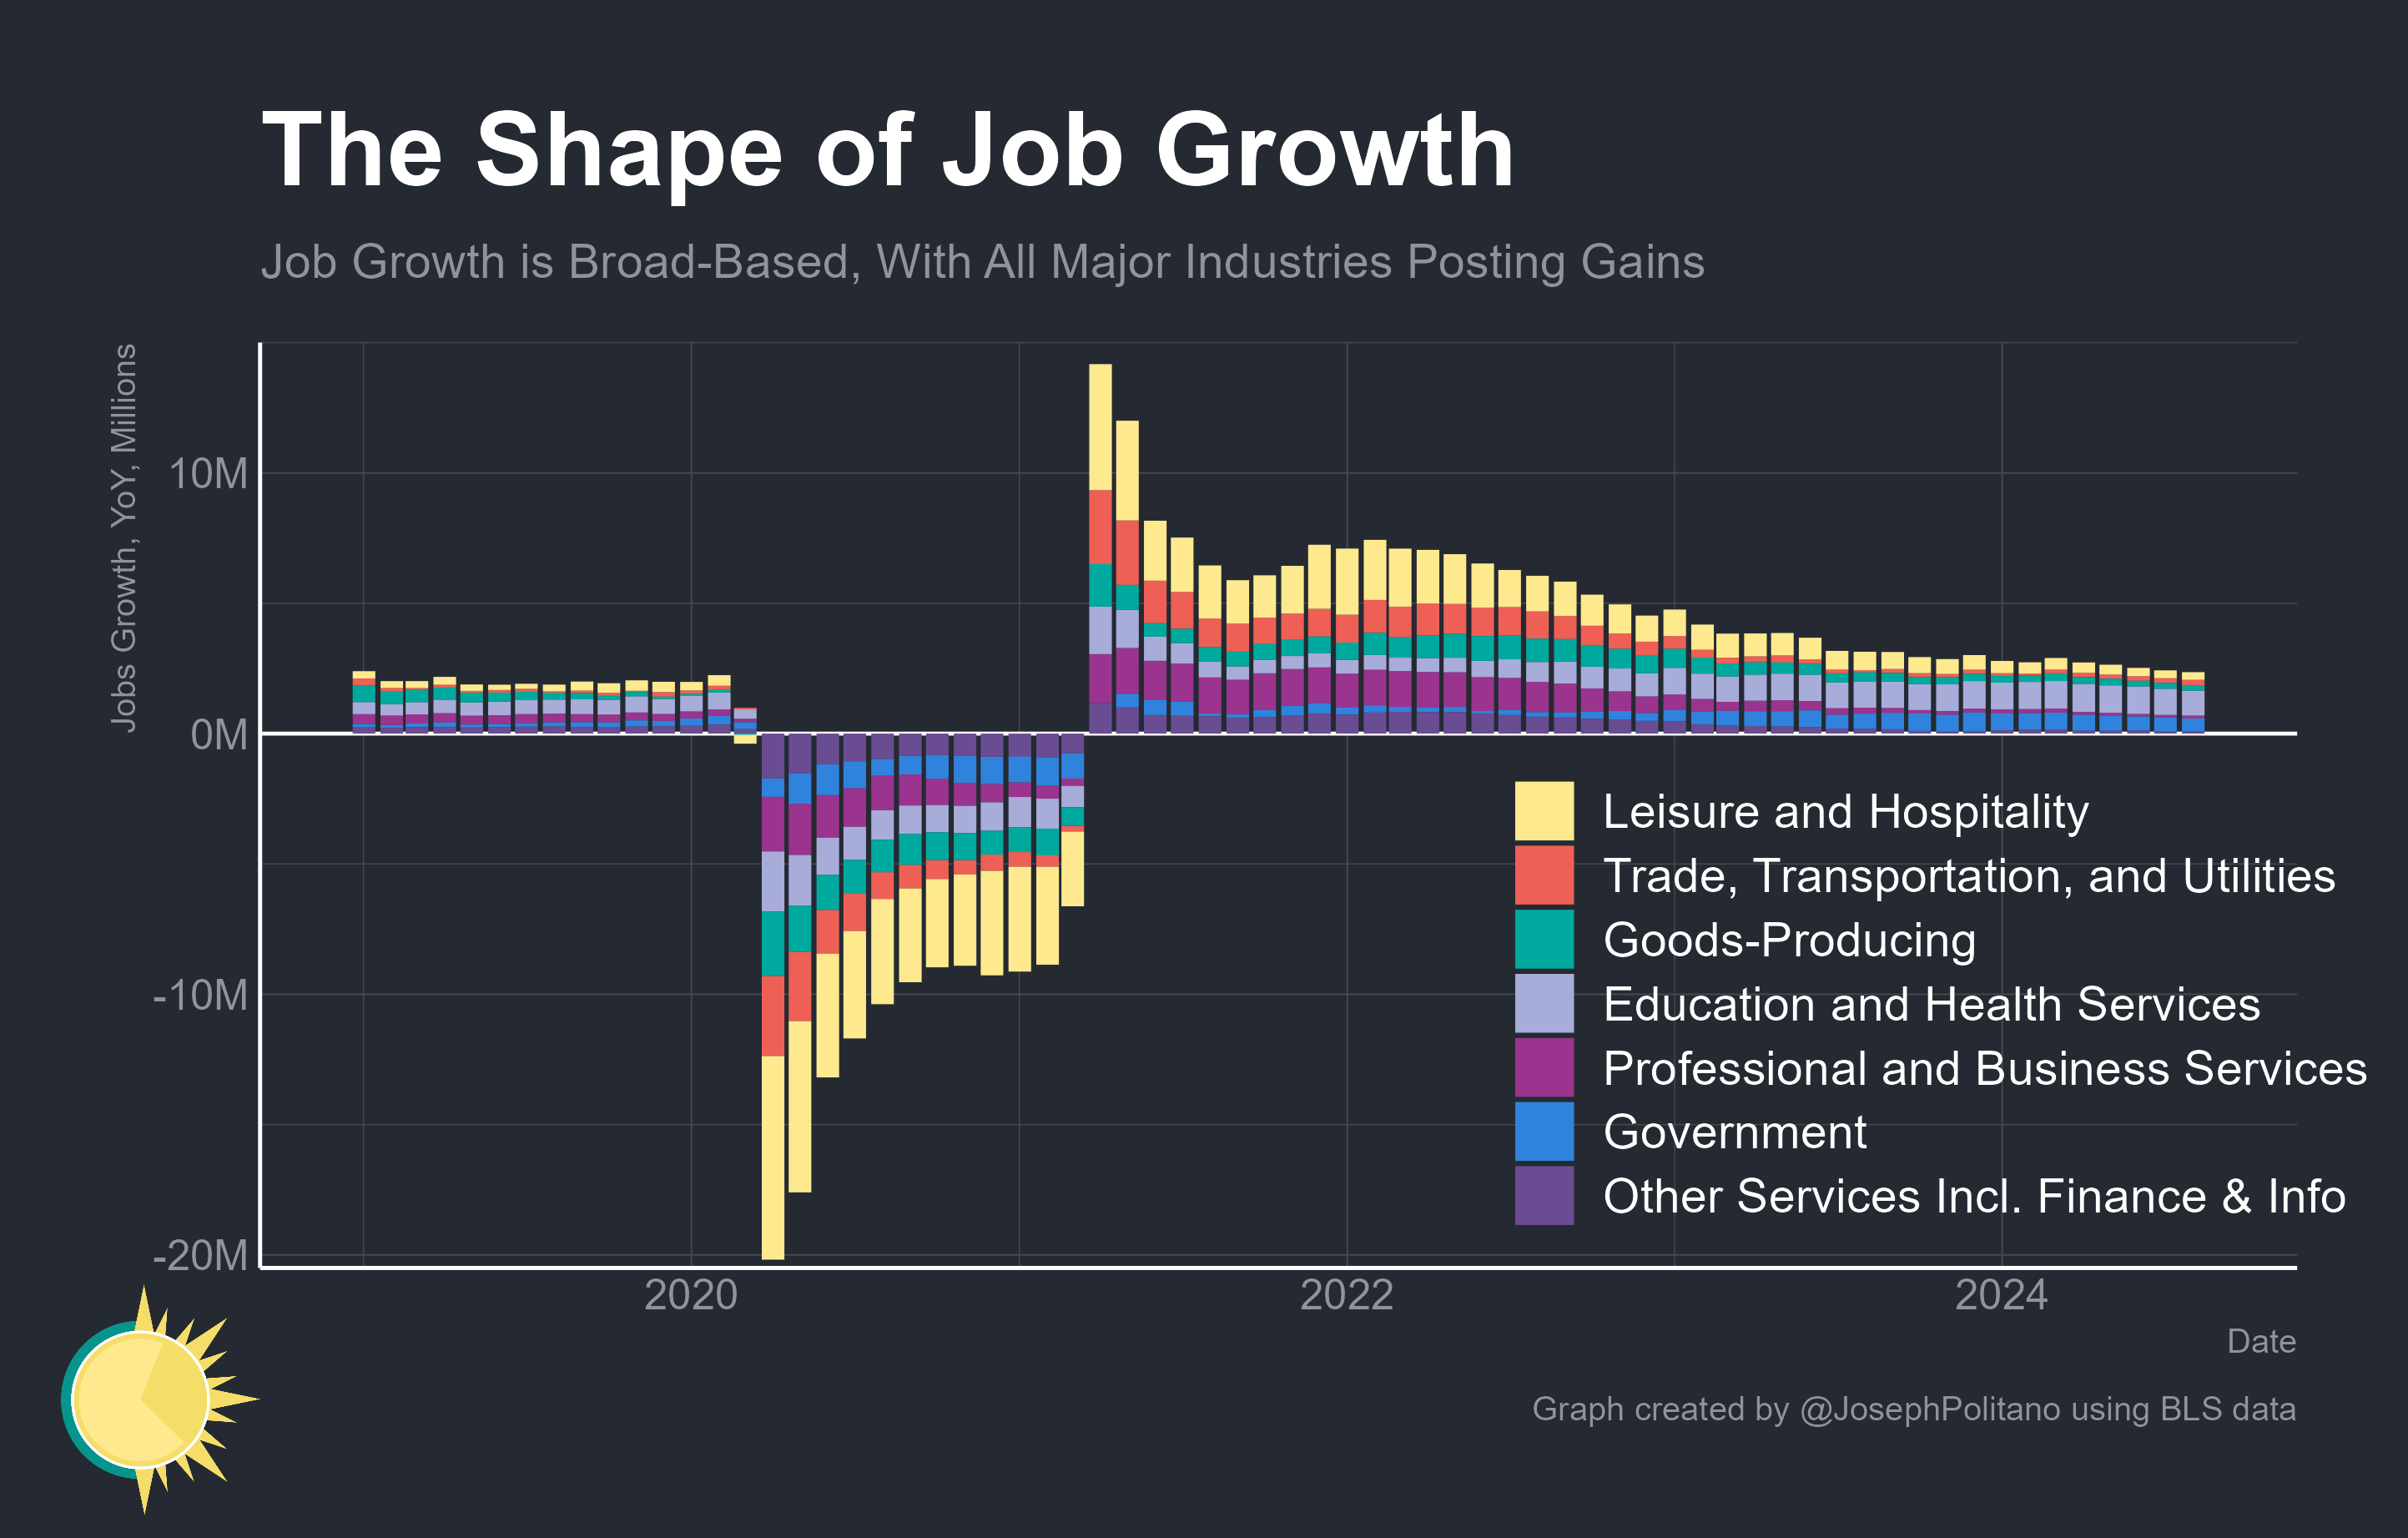 The Shape of Job Growth
Job Growth is Broad-Based, With All Major Industries Posting Gains
Jobs Growth, YoY, Millions
10M
0M
-10M
-20M
Leisure and Hospitality
Trade, Transportation, and Utilities
Goods-Producing
Education and Health Services
Professional and Business Services
Government
Other Services Incl. Finance & Info
2020
2022
2024
Date
Graph created by @JosephPolitano using BLS data